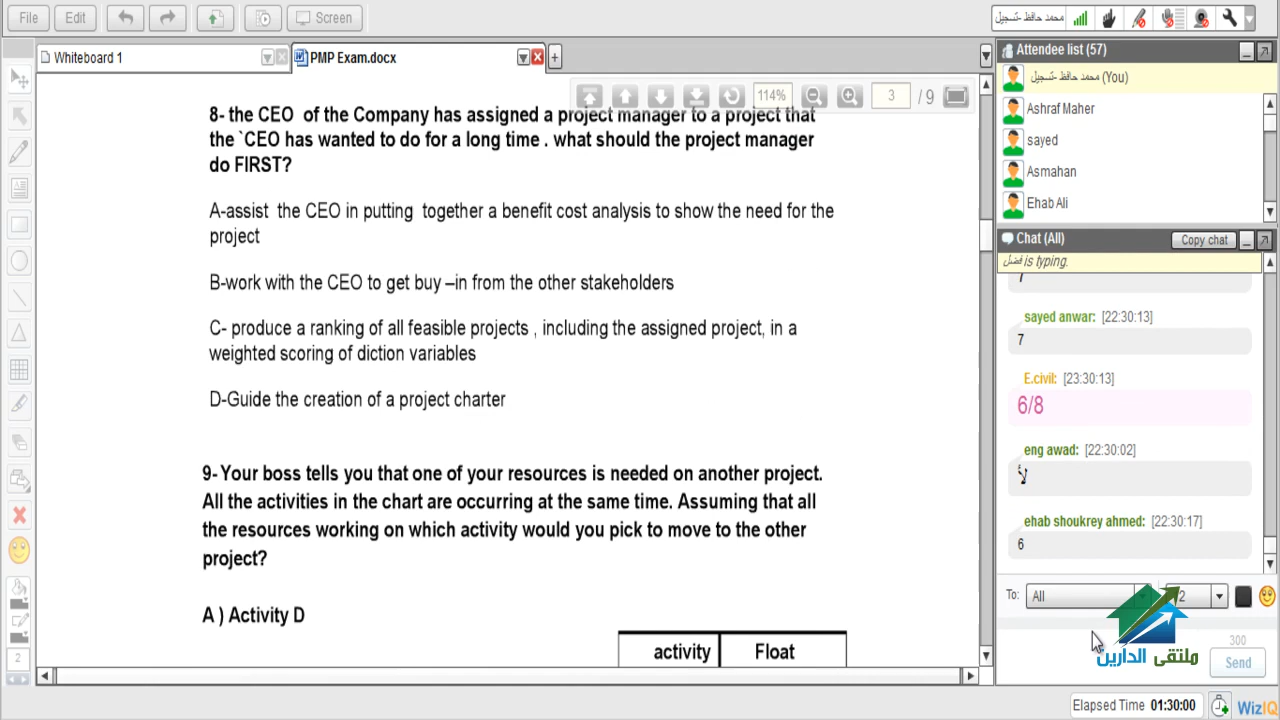 File
Edit
Screen
محمد حافظ -تسجيل
Whiteboard 1
PMP Exam.docx
114%
3
/ 9
8- the CEO of the Company has assigned a project manager to a project that
the `CEO has wanted to do for a long time . what should the project manager
do FIRST?
A-assist the CEO in putting together a benefit cost analysis to show the need for the
project
B-work with the CEO to get buy –in from the other stakeholders
C- produce a ranking of all feasible projects , including the assigned project, in a
weighted scoring of diction variables
D-Guide the creation of a project charter
9- Your boss tells you that one of your resources is needed on another project.
All the activities in the chart are occurring at the same time. Assuming that all
the resources working on which activity would you pick to move to the other
project?
A ) Activity D
activity Float
2
Attendee list (57)
محمد حافظ -تسجيل (You)
Ashraf Maher
sayed
Asmahan
Ehab Ali
Chat (All)
Copy chat
فضل is typing.
7
sayed anwar: [22:30:13]
7
E.civil: [23:30:13]
6/8
eng awad: [22:30:02]
لأ
ehab shoukrey ahmed: [22:30:17]
6
To:
All
2
ملتقى الدارين
300
Send
Elapsed Time 01:30:00
WizIQ